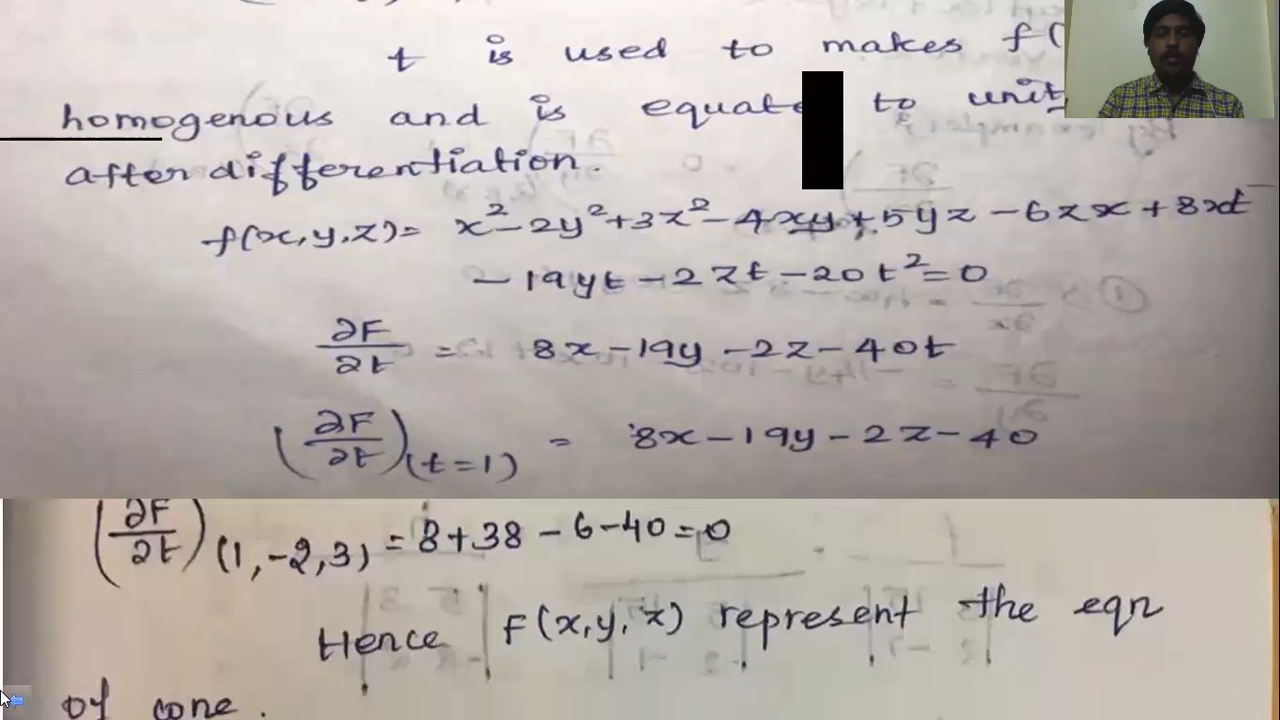 t is used to makes f(
homogenous and is equate to unit
after differentiation.
f(x,y,z)= x²-2y²+3z²-4xy+5yz-6zx+8xt
-19yt-2zt-20t²=0
∂F/∂t = 8x-19y-2z-40t
(∂F/∂t)(t=1) = 8x-19y-2z-40
(∂F/∂t)(1,-2,3) = 8+38-6-40=0
Hence F(x,y,z) represent the eqn
of cone.